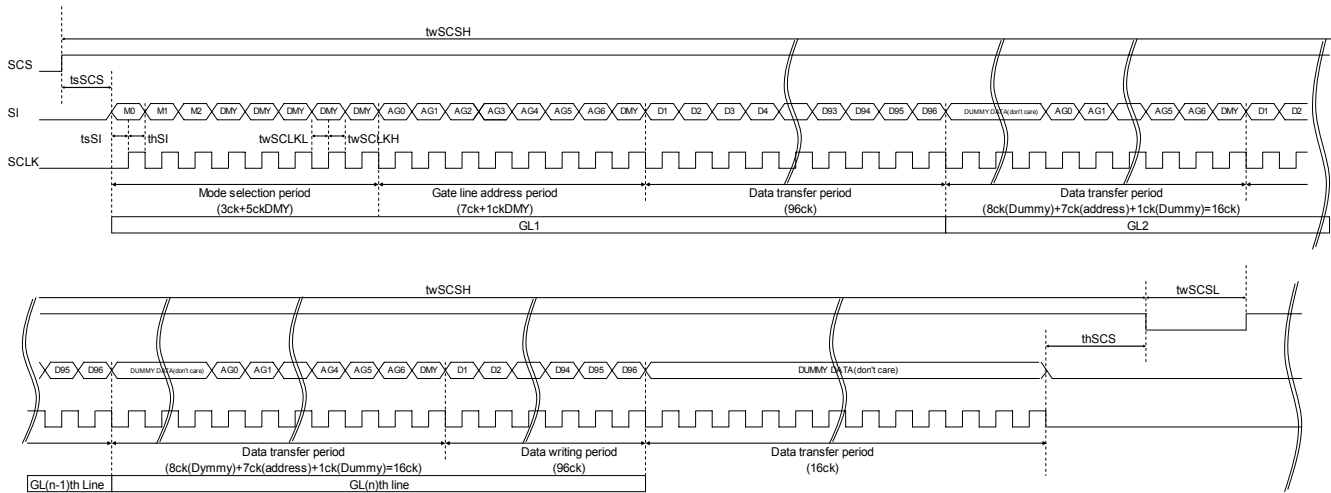 twSCSH
SCS
tsSCS
SI M0 M1 M2 DMY DMY DMY DMY DMY AG0 AG1 AG2 AG3 AG4 AG5 AG6 DMY D1 D2 D3 D4 D93 D94 D95 D96 DUMMY DATA(don't care) AG0 AG1 AG5 AG6 DMY D1 D2
tsSI thSI twSCLKL twSCLKH
SCLK
Mode selection period Gate line address period Data transfer period Data transfer period
(3ck+5ckDMY) (7ck+1ckDMY) (96ck) (8ck(Dummy)+7ck(address)+1ck(Dummy)=16ck)
GL1 GL2
twSCSH twSCSL
thSCS
D95 D96 DUMMY DATA(don't care) AG0 AG1 AG4 AG5 AG6 DMY D1 D2 D94 D95 D96 DUMMY DATA(don't care)
Data transfer period Data writing period Data transfer period
(8ck(Dymmy)+7ck(address)+1ck(Dummy)=16ck) (96ck) (16ck)
GL(n-1)th Line GL(n)th line